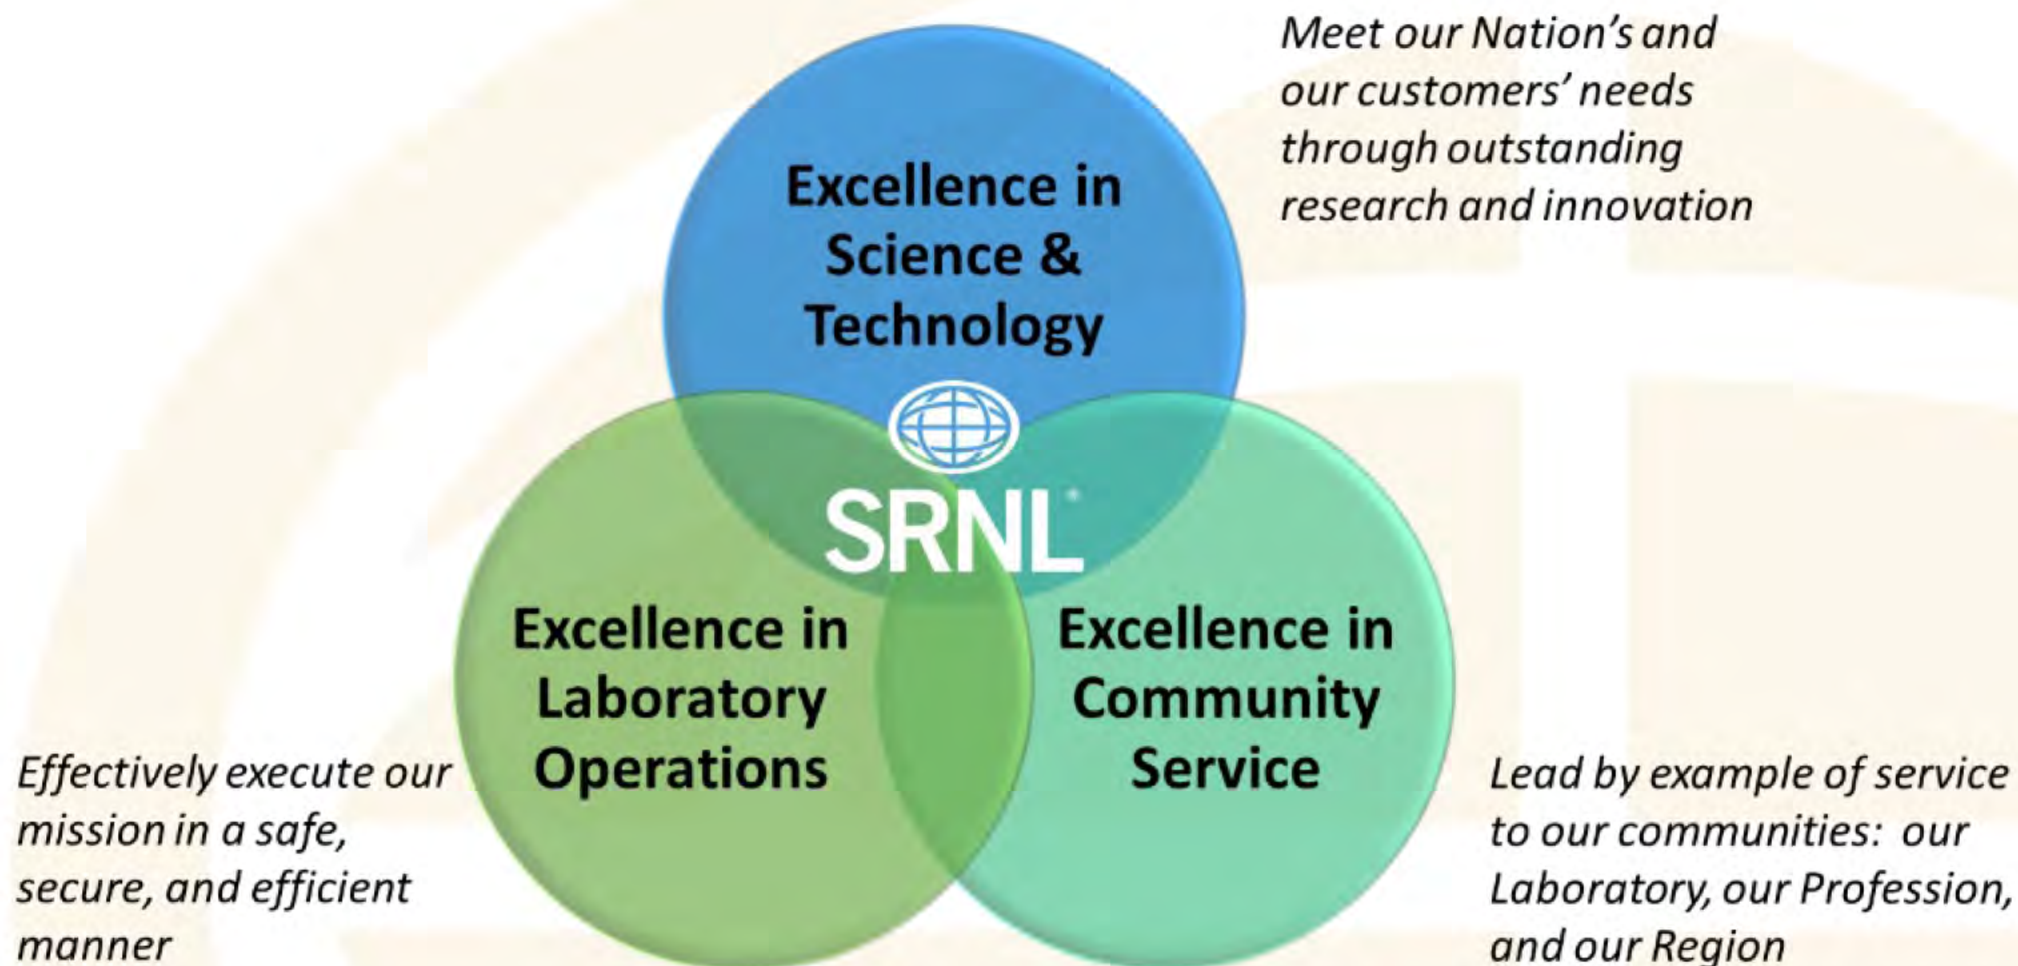 Meet our Nation's and
our customers' needs
through outstanding
research and innovation
Excellence in
Science &
Technology
SRNL
Excellence in
Laboratory
Operations
Excellence in
Community
Service
Effectively execute our
mission in a safe,
secure, and efficient
manner
Lead by example of service
to our communities:  our
Laboratory, our Profession,
and our Region